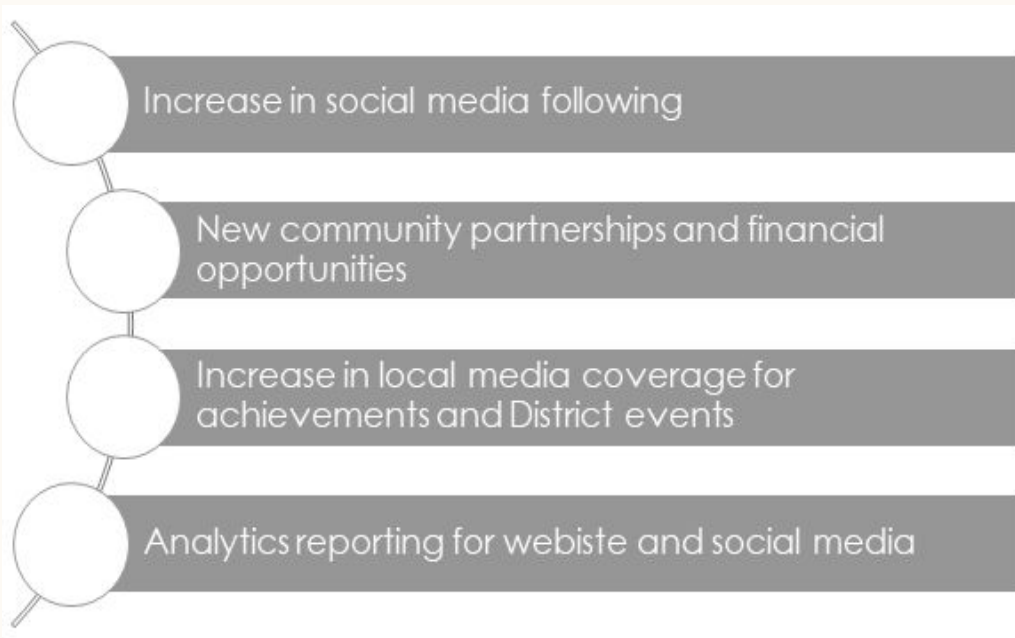 Increase in social media following
New community partnerships and financial
opportunities
Increase in local media coverage for
achievements and District events
Analytics reporting for webiste and social media